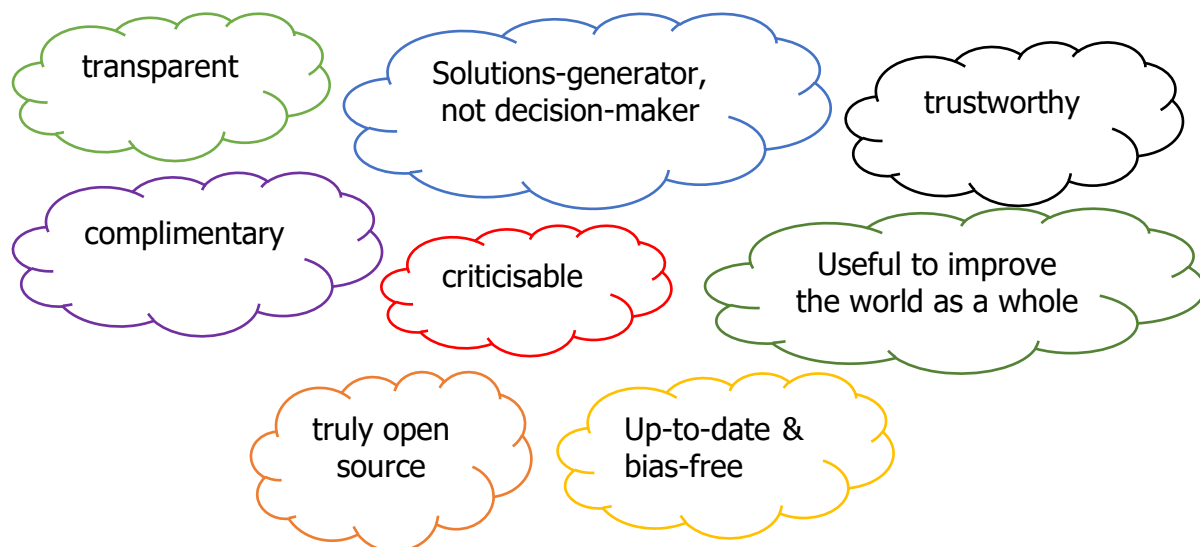 transparent
Solutions-generator,
not decision-maker
trustworthy
complimentary
criticisable
Useful to improve
the world as a whole
truly open
source
Up-to-date &
bias-free